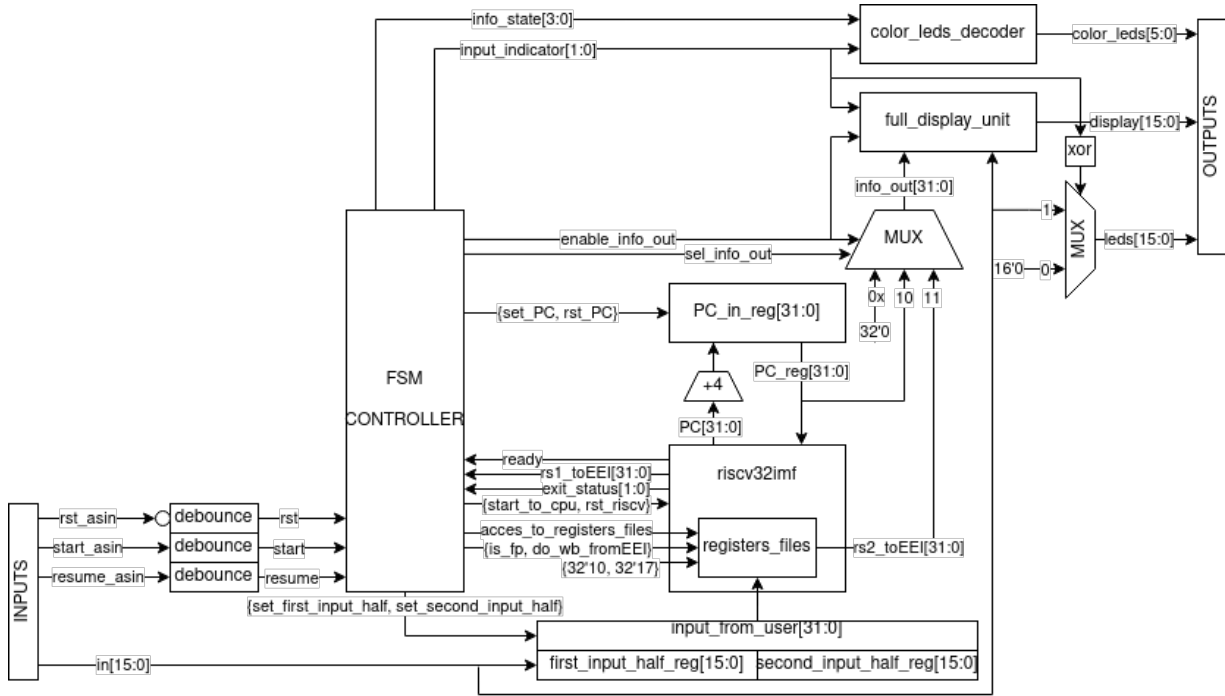 info_state[3:0]
input_indicator[1:0]
color_leds_decoder
color_leds[5:0]
full_display_unit
display[15:0]
OUTPUTS
xor
info_out[31:0]
1
MUX
leds[15:0]
16'0
0
enable_info_out
sel_info_out
MUX
0x
10
11
32'0
{set_PC, rst_PC}
PC_in_reg[31:0]
PC_reg[31:0]
+4
PC[31:0]
FSM
CONTROLLER
ready
rs1_toEEI[31:0]
exit_status[1:0]
{start_to_cpu, rst_riscv}
riscv32imf
acces_to_registers_files
{is_fp, do_wb_fromEEI}
{32'10, 32'17}
registers_files
rs2_toEEI[31:0]
INPUTS
rst_asin
debounce
rst
start_asin
debounce
start
resume_asin
debounce
resume
{set_first_input_half, set_second_input_half}
input_from_user[31:0]
in[15:0]
first_input_half_reg[15:0]
second_input_half_reg[15:0]